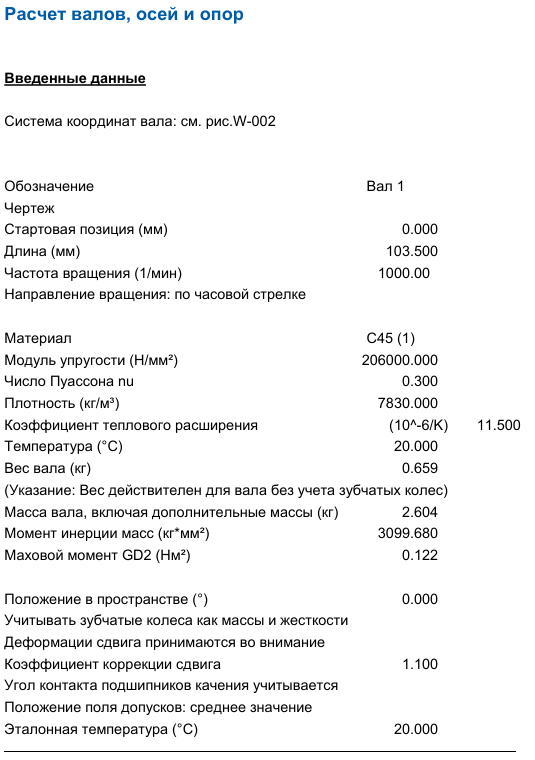 Расчет валов, осей и опор
Введенные данные
Система координат вала: см. рис.W-002
Обозначение Вал 1
Чертеж
Стартовая позиция (мм) 0.000
Длина (мм) 103.500
Частота вращения (1/мин) 1000.00
Направление вращения: по часовой стрелке
Материал C45 (1)
Модуль упругости (Н/мм²) 206000.000
Число Пуассона nu 0.300
Плотность (кг/м³) 7830.000
Коэффициент теплового расширения (10^-6/K) 11.500
Температура (°C) 20.000
Вес вала (кг) 0.659
(Указание: Вес действителен для вала без учета зубчатых колес)
Масса вала, включая дополнительные массы (кг) 2.604
Момент инерции масс (кг*мм²) 3099.680
Маховой момент GD2 (Нм²) 0.122
Положение в пространстве (°) 0.000
Учитывать зубчатые колеса как массы и жесткости
Деформации сдвига принимаются во внимание
Коэффициент коррекции сдвига 1.100
Угол контакта подшипников качения учитывается
Положение поля допусков: среднее значение
Эталонная температура (°C) 20.000